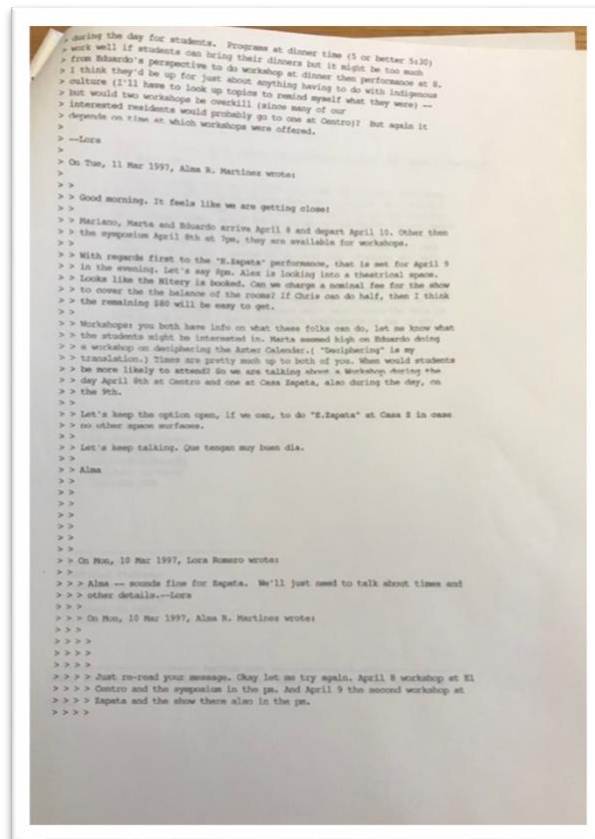 > during the day for students.  Programs at dinner time (5 or better 5:30)
> work well if students can bring their dinners but it might be too much
> from Eduardo's perspective to do workshop at dinner then performance at 8.
> I think they'd be up for just about anything having to do with indigenous
> culture (I'll have to look up topics to remind myself what they were) --
> but would two workshops be overkill (since many of our
> interested residents would probably go to one at Centro)?  But again it
> depends on time at which workshops were offered.
>
> --Lora
>
> On Tue, 11 Mar 1997, Alma R. Martinez wrote:
>
> >
> > Good morning. It feels like we are getting close!
> >
> > Mariano, Marta and Eduardo arrive April 8 and depart April 10. Other then
> > the symposium April 8th at 7pm, they are available for workshops.
> >
> > With regards first to the "E.Zapata" performance, that is set for April 9
> > in the evening. Let's say 8pm. Alex is looking into a theatrical space.
> > Looks like the Nitery is booked. Can we charge a nominal fee for the show
> > to cover the the balance of the rooms? If Chris can do half, then I think
> > the remaining $80 will be easy to get.
> >
> > Workshops: you both have info on what these folks can do, let me know what
> > the students might be interested in. Marta seemed high on Eduardo doing
> > a workshop on deciphering the Aztec Calender.( "Deciphering" is my
> > translation.) Times are pretty much up to both of you. When would students
> > be more likely to attend? So we are talking about a Workshop during the
> > day April 8th at Centro and one at Casa Zapata, also during the day, on
> > the 9th.
> >
> > Let's keep the option open, if we can, to do "E.Zapata" at Casa Z in case
> > no other space surfaces.
> >
> > Let's keep talking. Que tengan muy buen dia.
> >
> > Alma
> >
> >
> >
> >
> >
> >
> >
> > On Mon, 10 Mar 1997, Lora Romero wrote:
> >
> > > Alma -- sounds fine for Zapata.  We'll just need to talk about times and
> > > other details.--Lora
> > >
> > > On Mon, 10 Mar 1997, Alma R. Martinez wrote:
> > >
> > > >
> > > >
> > > >
> > > > Just re-read your message. Okay let me try again. April 8 workshop at El
> > > > Centro and the symposium in the pm. And April 9 the second workshop at
> > > > Zapata and the show there also in the pm.
> > > >